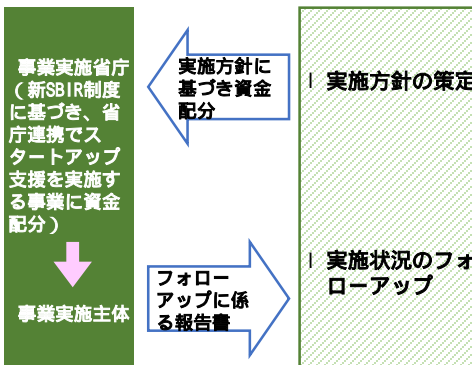 事業実施省庁
（新SBIR制度
に基づき、省
庁連携でス
タートアップ
支援を実施す
る事業に資金
配分）
事業実施主体
実施方針に
基づき資金
配分
フォロー
アップに係
る報告書
l 実施方針の策定
l 実施状況のフォ
ローアップ